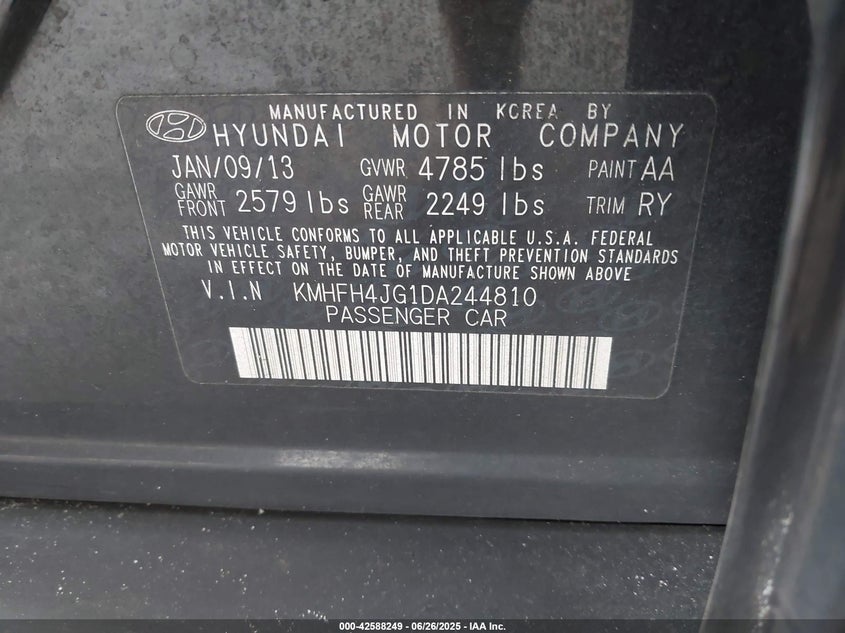 MANUFACTURED IN KOREA BY
HYUNDAI MOTOR COMPANY
JAN/09/13 GVWR 4785 lbs PAINT AA
GAWR FRONT 2579 lbs GAWR REAR 2249 lbs TRIM RY
THIS VEHICLE CONFORMS TO ALL APPLICABLE U.S.A. FEDERAL
MOTOR VEHICLE SAFETY, BUMPER, AND THEFT PREVENTION STANDARDS
IN EFFECT ON THE DATE OF MANUFACTURE SHOWN ABOVE
V.I.N KMHFH4JG1DA244810
PASSENGER CAR
000-42588249 - 06/26/2025 - IAA Inc.